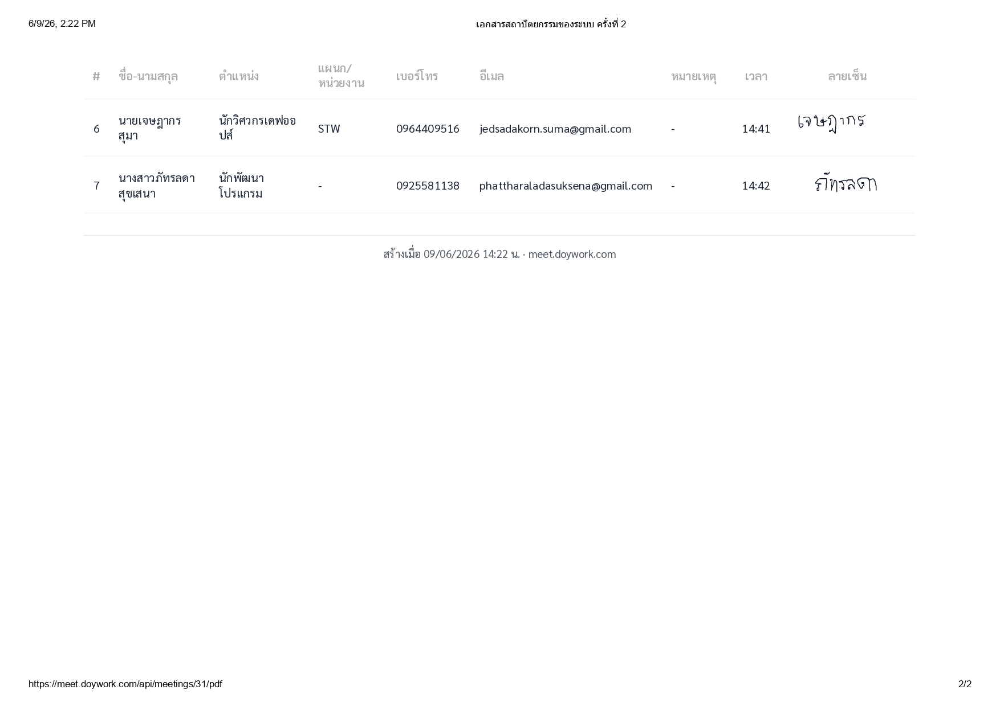 6/9/26, 2:22 PM เอกสารสถาปัตยกรรมของระบบ ครั้งที่ 2
# ชื่อ-นามสกุล ตำแหน่ง แผนก/ เบอร์โทร อีเมล หมายเหตุ เวลา ลายเซ็น
หน่วยงาน
6 นายเจษฎากร นักวิศวกรเดฟออ STW 0964409516 jedsadakorn.suma@gmail.com - 14:41 เจษฎากร
สุมา ปส์
7 นางสาวภัทรลดา นักพัฒนา - 0925581138 phattharaladasuksena@gmail.com - 14:42 ภัทรลดา
สุขเสนา โปรแกรม
สร้างเมื่อ 09/06/2026 14:22 น. · meet.doywork.com
https://meet.doywork.com/api/meetings/31/pdf 2/2